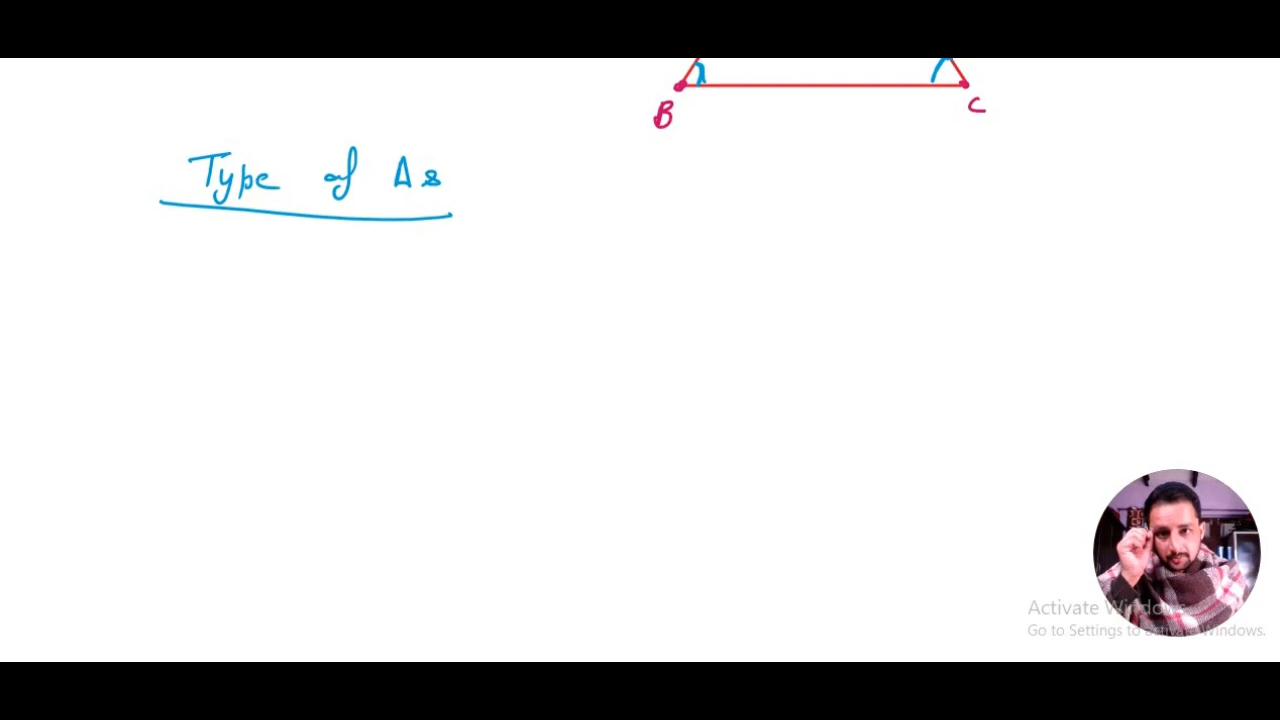 B
C
Type of Δs
Activate Windows
Go to Settings to activate Windows.